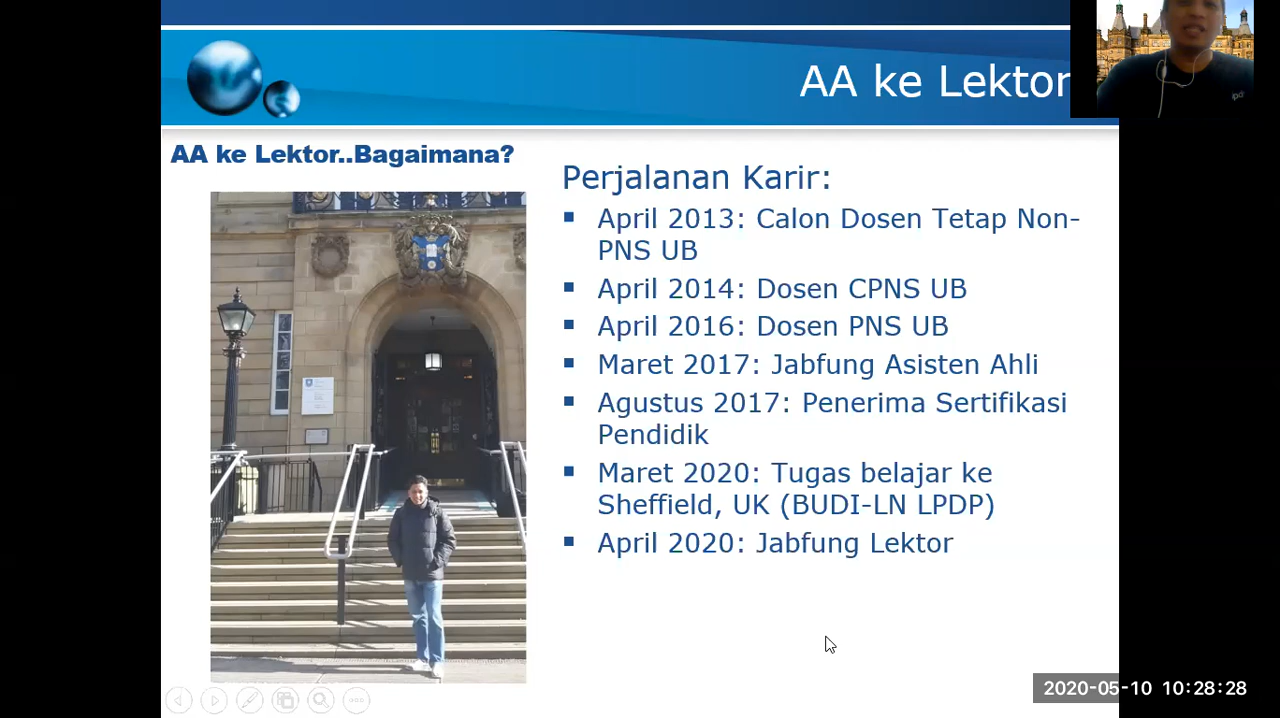 AA ke Lektor
AA ke Lektor..Bagaimana?
Perjalanan Karir:
▪ April 2013: Calon Dosen Tetap Non-
PNS UB
▪ April 2014: Dosen CPNS UB
▪ April 2016: Dosen PNS UB
▪ Maret 2017: Jabfung Asisten Ahli
▪ Agustus 2017: Penerima Sertifikasi
Pendidik
▪ Maret 2020: Tugas belajar ke
Sheffield, UK (BUDI-LN LPDP)
▪ April 2020: Jabfung Lektor
2020-05-10 10:28:28